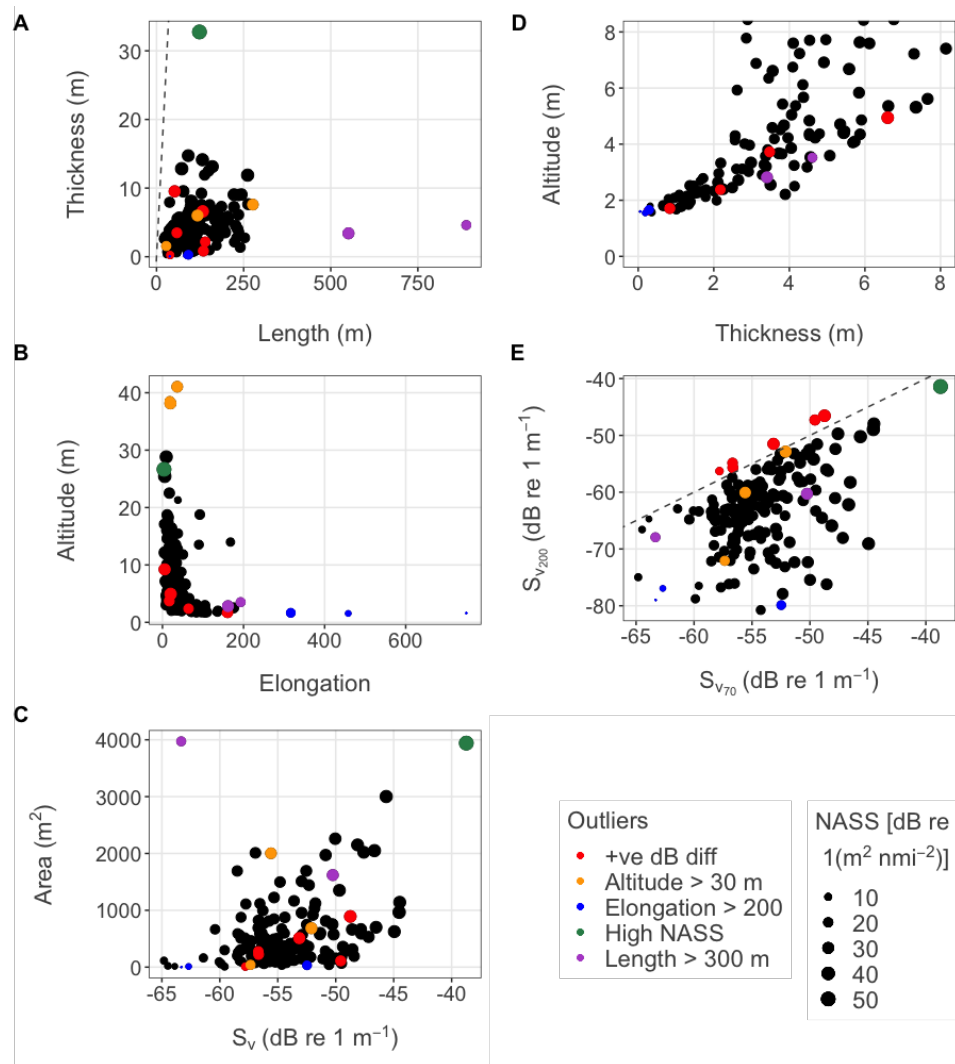 A
Thickness (m)
30
20
10
0
0
250
500
750
Length (m)
D
Altitude (m)
8
6
4
2
0
0
2
4
6
8
Thickness (m)
B
Altitude (m)
40
30
20
10
0
0
200
400
600
Elongation
E
S_v₂₀₀ (dB re 1 m⁻¹)
-40
-50
-60
-70
-80
-65
-60
-55
-50
-45
-40
S_v₇₀ (dB re 1 m⁻¹)
C
Area (m²)
4000
3000
2000
1000
0
-65
-60
-55
-50
-45
-40
Sᵥ (dB re 1 m⁻¹)
Outliers
+ve dB diff
Altitude > 30 m
Elongation > 200
High NASS
Length > 300 m
NASS [dB re
1(m² nmi⁻²)]
10
20
30
40
50